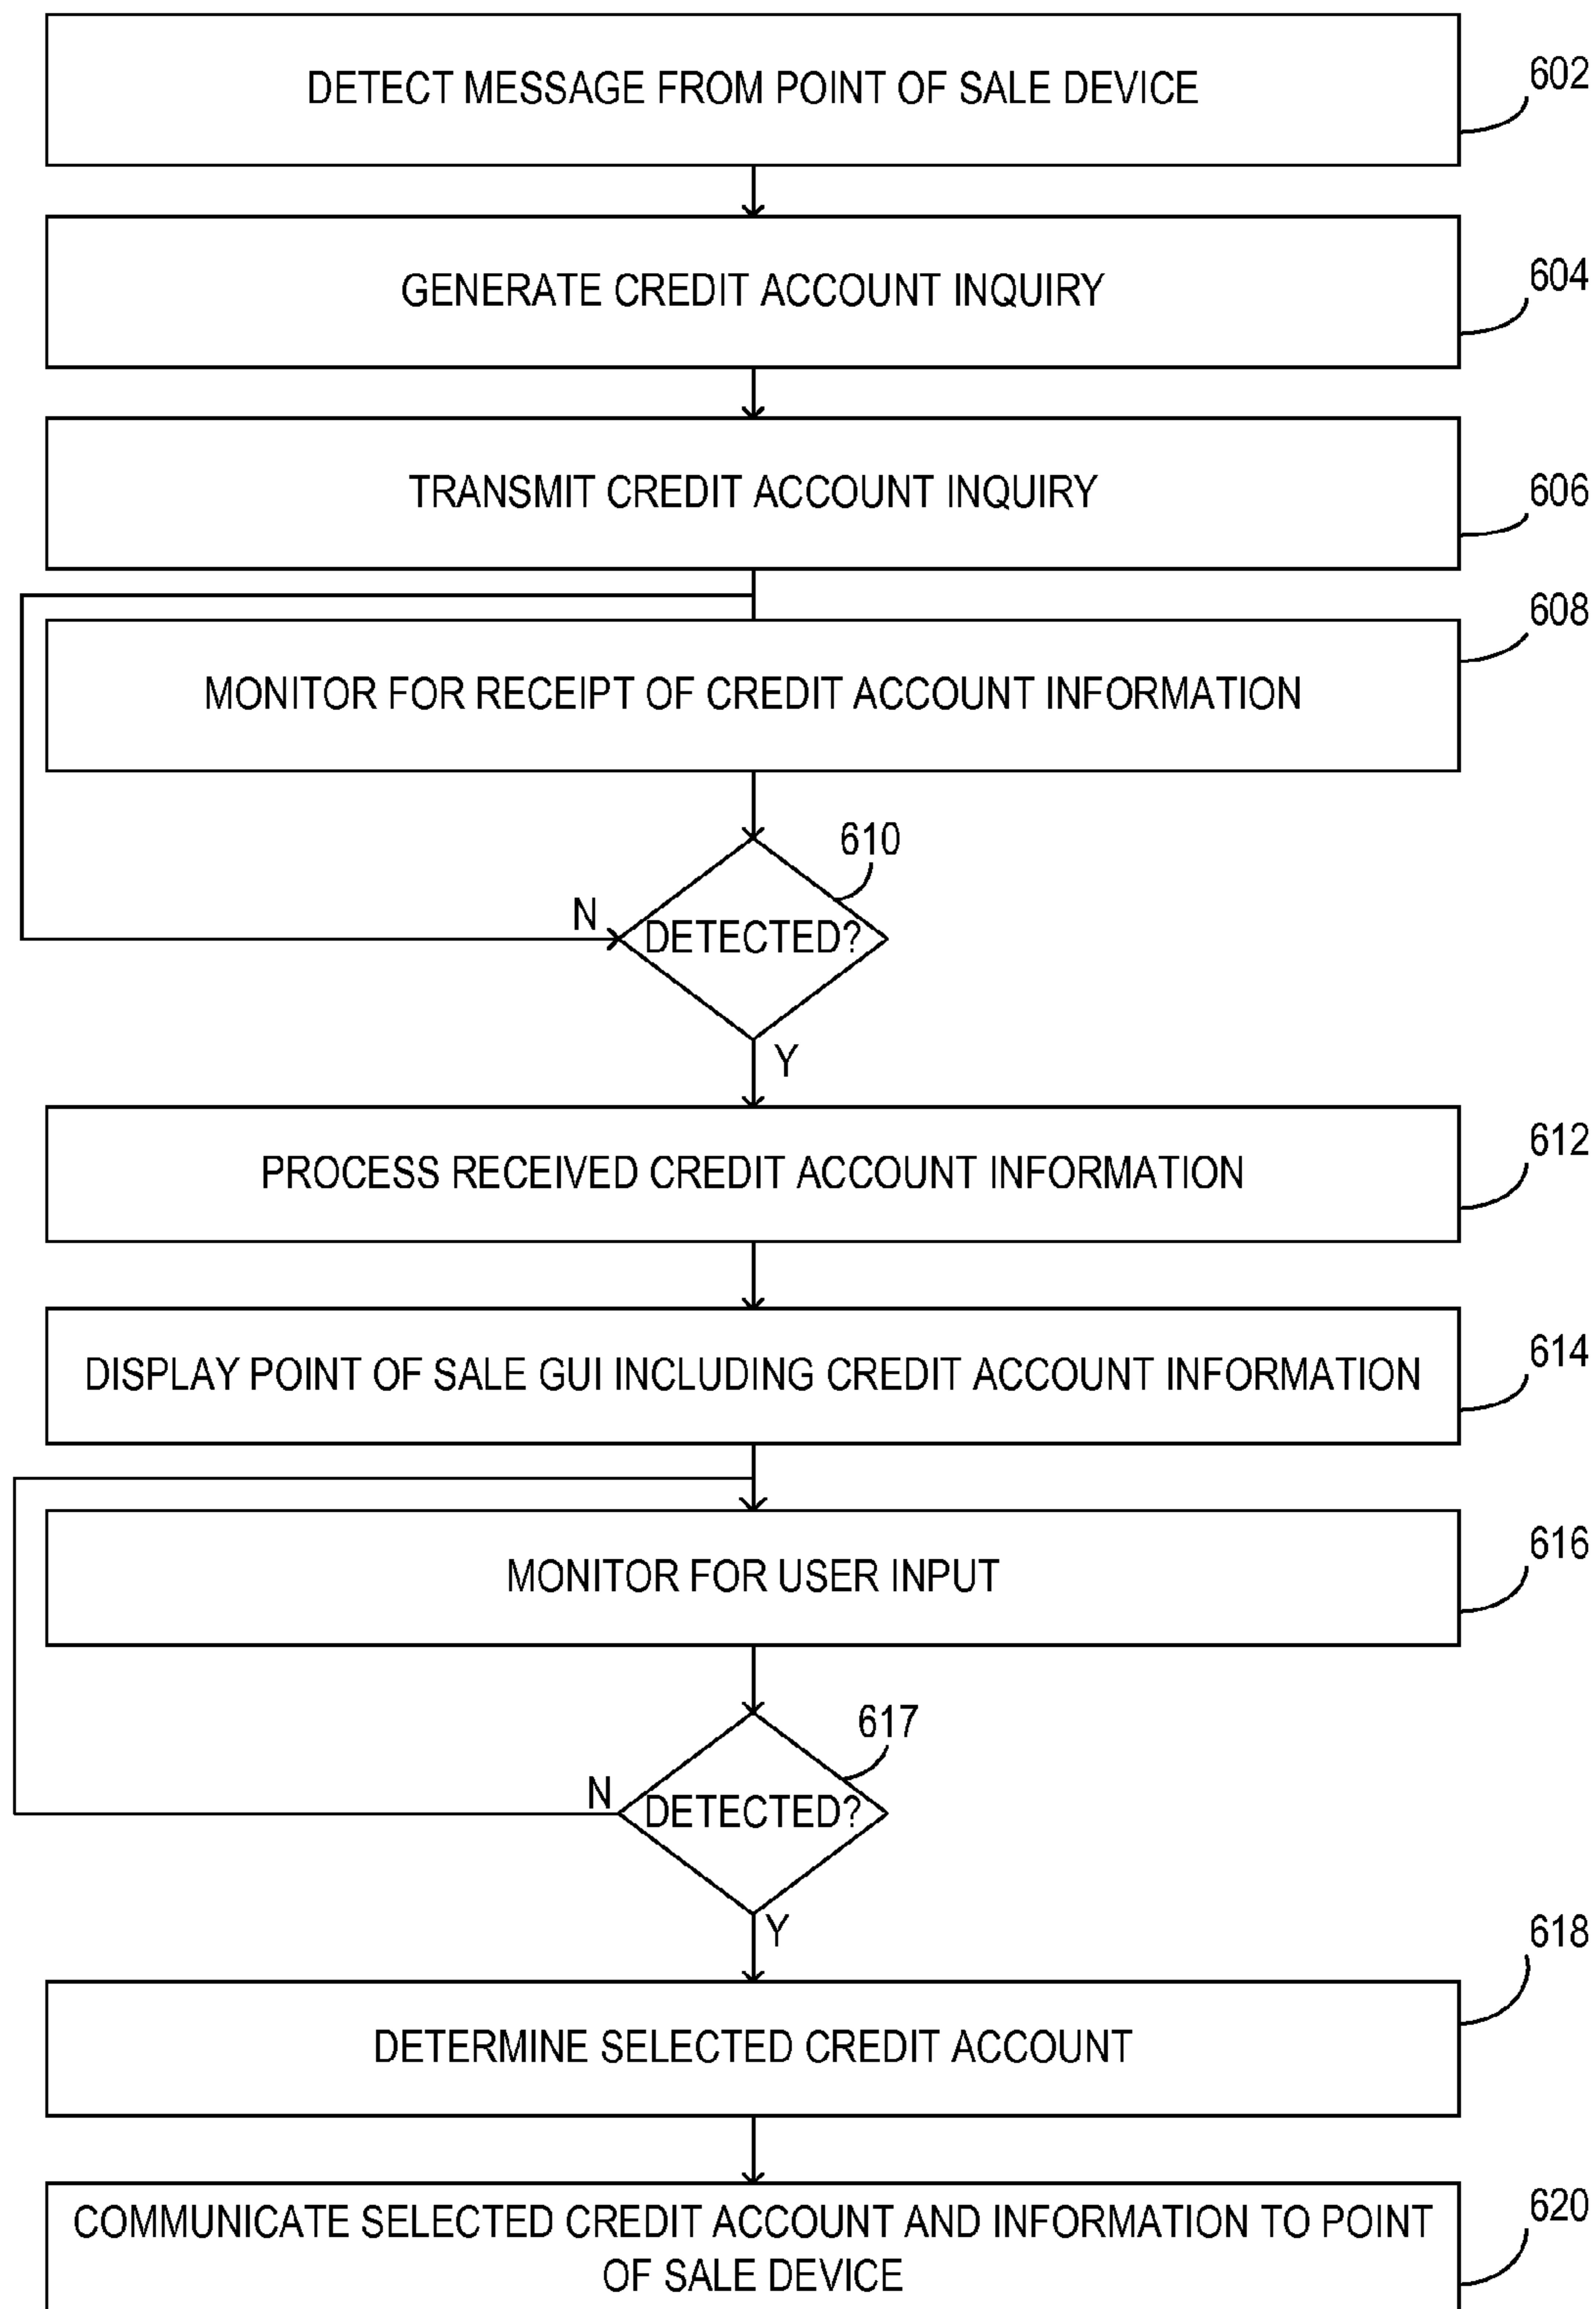 DETECT MESSAGE FROM POINT OF SALE DEVICE
602
GENERATE CREDIT ACCOUNT INQUIRY
604
TRANSMIT CREDIT ACCOUNT INQUIRY
606
608
MONITOR FOR RECEIPT OF CREDIT ACCOUNT INFORMATION
610
N
DETECTED?
Y
PROCESS RECEIVED CREDIT ACCOUNT INFORMATION
612
DISPLAY POINT OF SALE GUI INCLUDING CREDIT ACCOUNT INFORMATION
614
MONITOR FOR USER INPUT
616
617
N
DETECTED?
Y
618
DETERMINE SELECTED CREDIT ACCOUNT
COMMUNICATE SELECTED CREDIT ACCOUNT AND INFORMATION TO POINT
OF SALE DEVICE
620